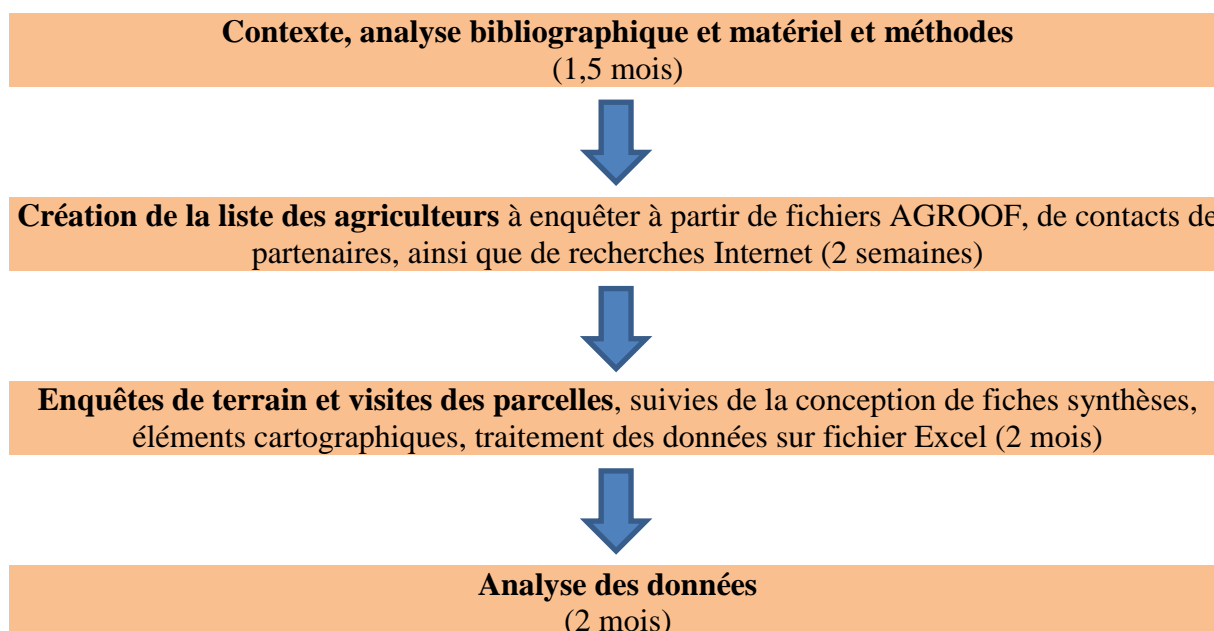 Contexte, analyse bibliographique et matériel et méthodes
(1,5 mois)
Création de la liste des agriculteurs à enquêter à partir de fichiers AGROOF, de contacts de
partenaires, ainsi que de recherches Internet (2 semaines)
Enquêtes de terrain et visites des parcelles, suivies de la conception de fiches synthèses,
éléments cartographiques, traitement des données sur fichier Excel (2 mois)
Analyse des données
(2 mois)